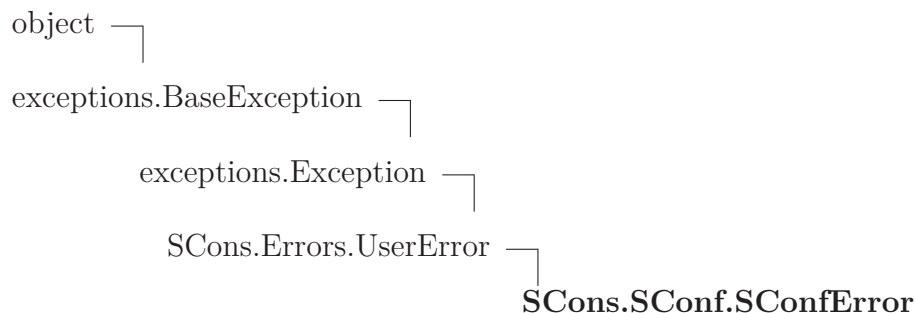 object
exceptions.BaseException
exceptions.Exception
SCons.Errors.UserError
SCons.SConf.SConfError